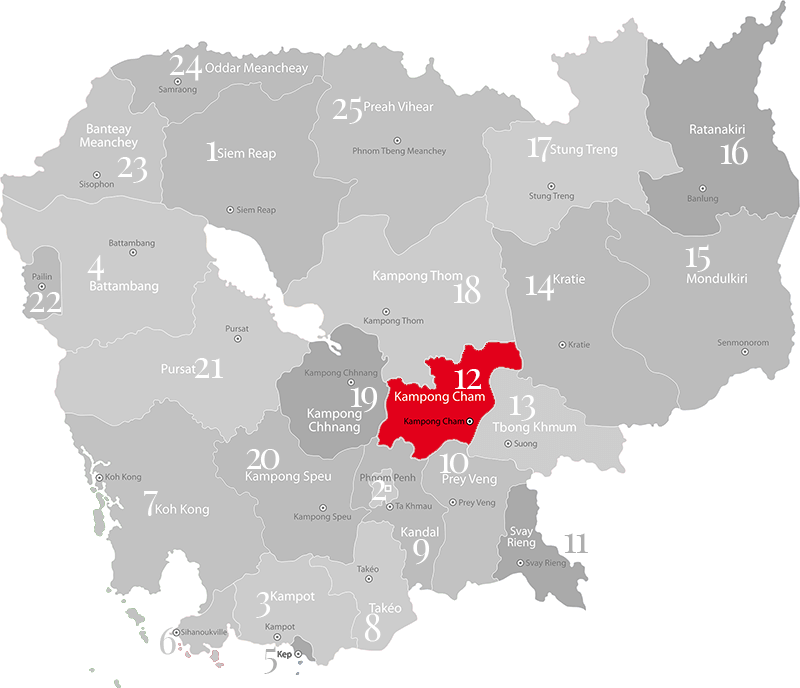 24 Oddar Meancheay
Samraong
25 Preah Vihear
Phnom Tbeng Meanchey
Banteay
Meanchey
23
Sisophon
1 Siem Reap
Siem Reap
17 Stung Treng
Stung Treng
Ratanakiri
16
Banlung
Battambang
4
Battambang
Pailin
22
Kampong Thom
18
Kampong Thom
14 Kratie
Kratie
15
Mondulkiri
Senmonorom
Pursat
Pursat 21
Kampong Chhnang
19
Kampong
Chhnang
12
Kampong Cham
Kampong Cham
13
Tbong Khmum
Suong
20
Kampong Speu
Kampong Speu
Phnom Penh
2
Ta Khmau
10
Prey Veng
Prey Veng
Koh Kong
7 Koh Kong
Kandal
9
Svay
Rieng
11
Svay Rieng
Takéo
Takéo
8
3 Kampot
Kampot
Sihanoukville
6
5 Kep